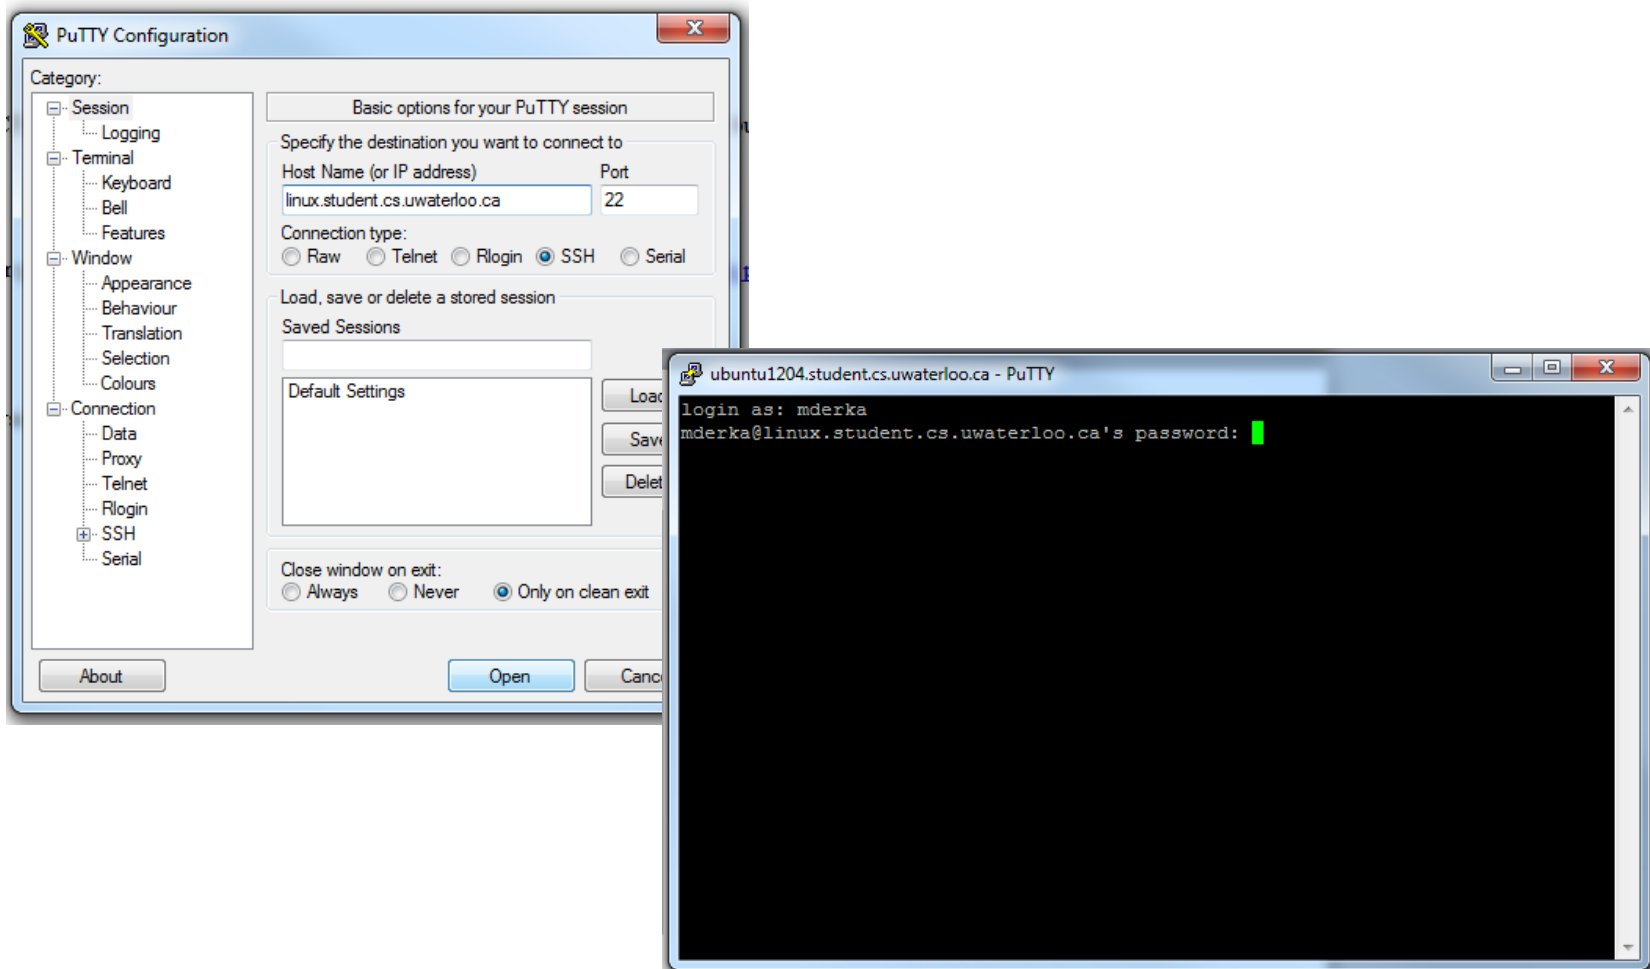 PuTTY Configuration
Category:
Session
Logging
Terminal
Keyboard
Bell
Features
Window
Appearance
Behaviour
Translation
Selection
Colours
Connection
Data
Proxy
Telnet
Rlogin
SSH
Serial
Basic options for your PuTTY session
Specify the destination you want to connect to
Host Name (or IP address) Port
linux.student.cs.uwaterloo.ca 22
Connection type:
Raw Telnet Rlogin SSH Serial
Load, save or delete a stored session
Saved Sessions
Default Settings
Load
Save
Delet
Close window on exit:
Always Never Only on clean exit
About Open Canc
ubuntu1204.student.cs.uwaterloo.ca - PuTTY
login as: mderka
mderka@linux.student.cs.uwaterloo.ca's password: